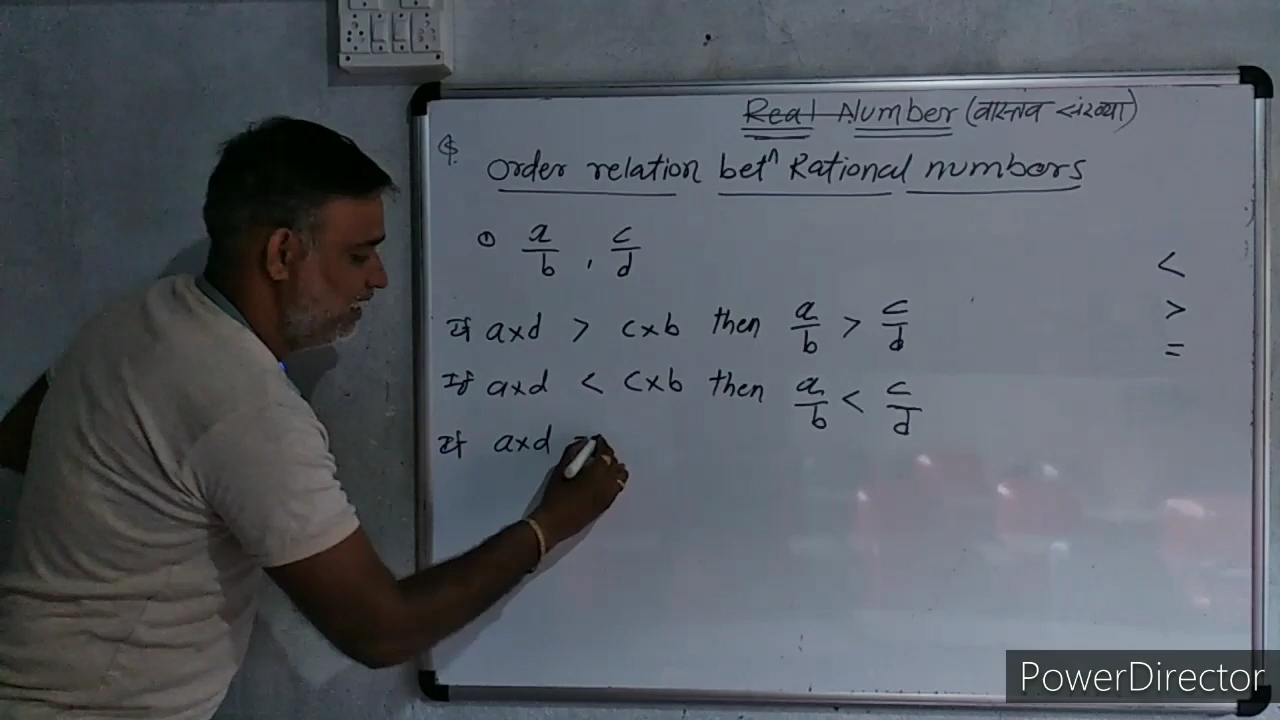 Real Number (वास्तव संख्या)
Q. Order relation betⁿ Rational numbers
① a/b , c/d
<
>
=
If a×d > c×b then a/b > c/d
If a×d < c×b then a/b < c/d
If a×d =
PowerDirector